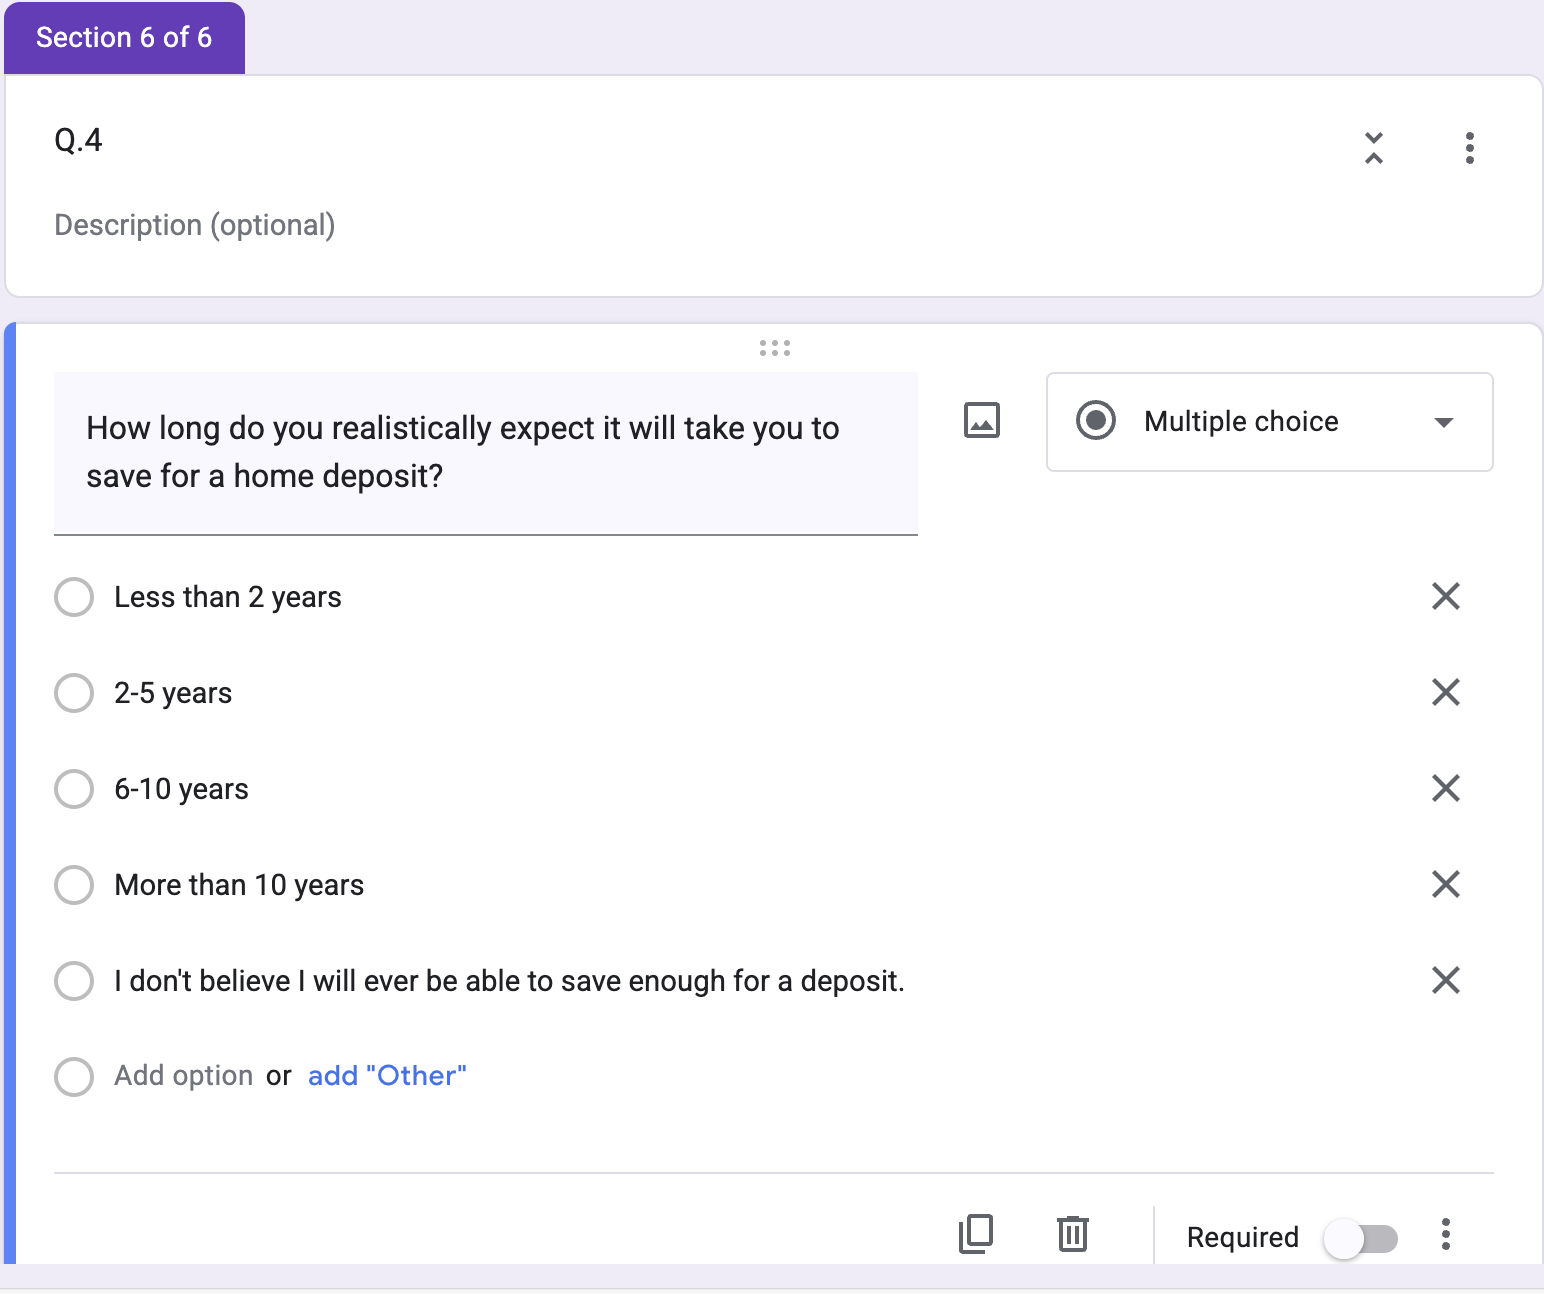 Section 6 of 6
Q.4
Description (optional)
How long do you realistically expect it will take you to
save for a home deposit?
Multiple choice
Less than 2 years
2-5 years
6-10 years
More than 10 years
I don't believe I will ever be able to save enough for a deposit.
Add option or add "Other"
Required